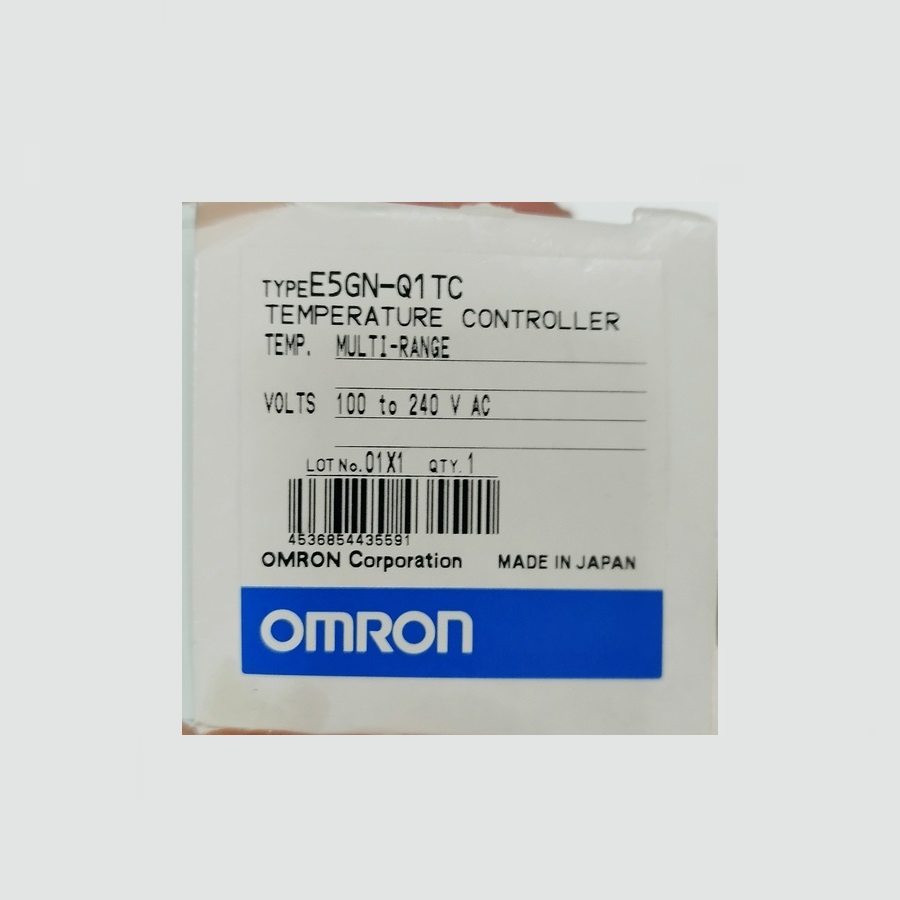 TYPE E5GN-Q1TC
TEMPERATURE CONTROLLER
TEMP. MULTI-RANGE
VOLTS 100 to 240 V AC
LOT No. 01X1 QTY. 1
4536854435591
OMRON Corporation MADE IN JAPAN
OMRON